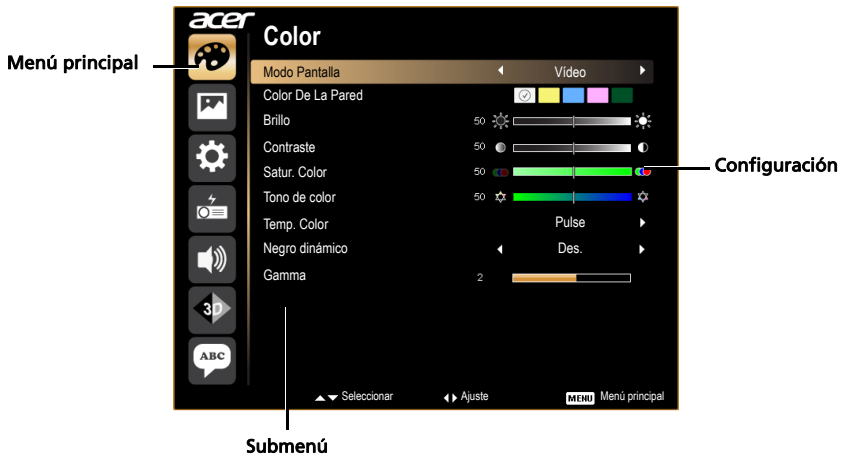 acer
Color
Menú principal
Modo Pantalla Vídeo
Color De La Pared
Brillo 50
Contraste 50
Satur. Color 50
Configuración
Tono de color 50
Temp. Color Pulse
Negro dinámico Des.
Gamma 2
3D
ABC
Seleccionar Ajuste MENU Menú principal
Submenú